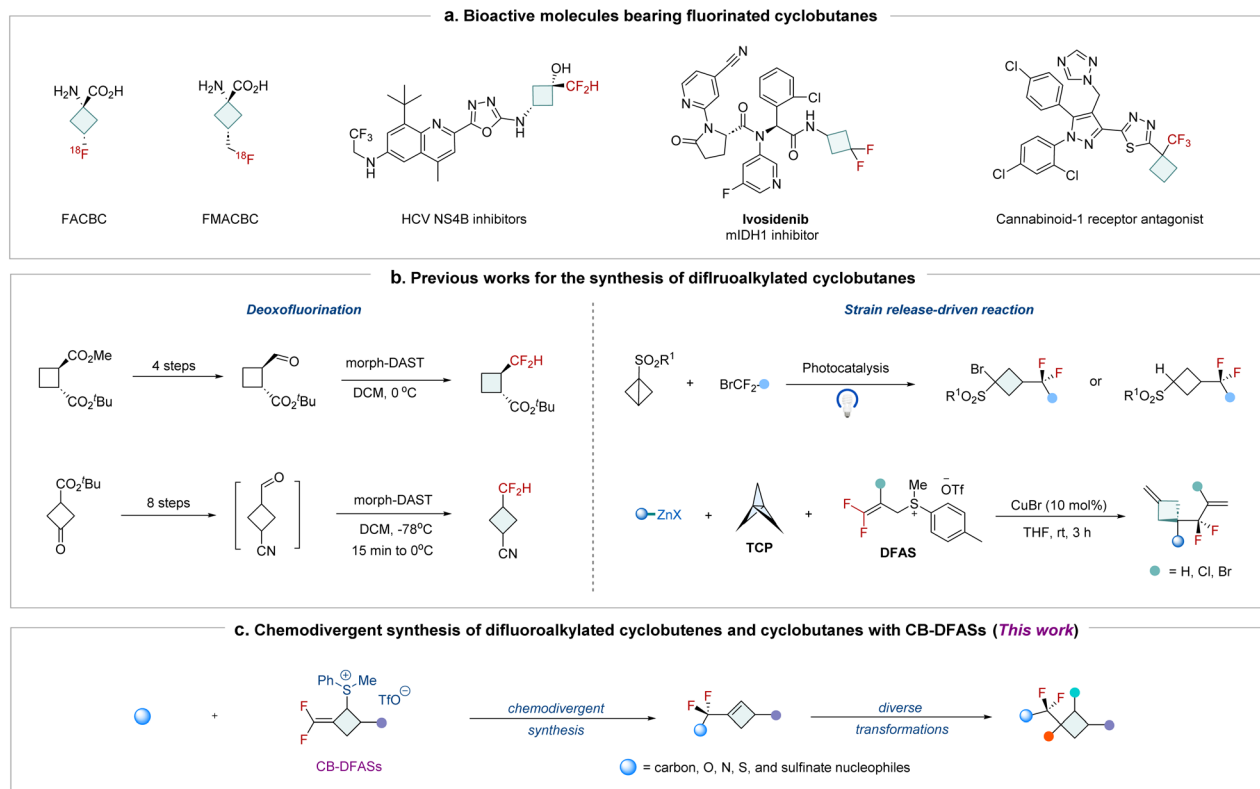 a. Bioactive molecules bearing fluorinated cyclobutanes
H₂N CO₂H
¹⁸F
FACBC
H₂N CO₂H
¹⁸F
FMACBC
CF₃
N
H
N
N N
O
N
H
OH
CF₂H
HCV NS4B inhibitors
N
N
N
O
O
N
Cl
H
N
O
F
N
F
F
Ivosidenib
mIDH1 inhibitor
Cl
N
N
N
N
N
Cl
Cl
N N
S
CF₃
Cannabinoid-1 receptor antagonist
b. Previous works for the synthesis of diflruoalkylated cyclobutanes
Deoxofluorination
CO₂Me
CO₂ᵗBu
4 steps
O
CO₂ᵗBu
morph-DAST
DCM, 0 °C
CF₂H
CO₂ᵗBu
CO₂ᵗBu
O
8 steps
O
CN
morph-DAST
DCM, -78°C
15 min to 0°C
CF₂H
CN
Strain release-driven reaction
SO₂R¹
+
BrCF₂
Photocatalysis
Br
R¹O₂S
F
F
or
H
R¹O₂S
F
F
ZnX
+
TCP
+
F
F
Me
S
+
⁻OTf
DFAS
CuBr (10 mol%)
THF, rt, 3 h
F
F
= H, Cl, Br
c. Chemodivergent synthesis of difluoroalkylated cyclobutenes and cyclobutanes with CB-DFASs (This work)
+
Ph
S
+
Me
TfO⁻
F
F
CB-DFASs
chemodivergent
synthesis
F
F
diverse
transformations
F
F
= carbon, O, N, S, and sulfinate nucleophiles